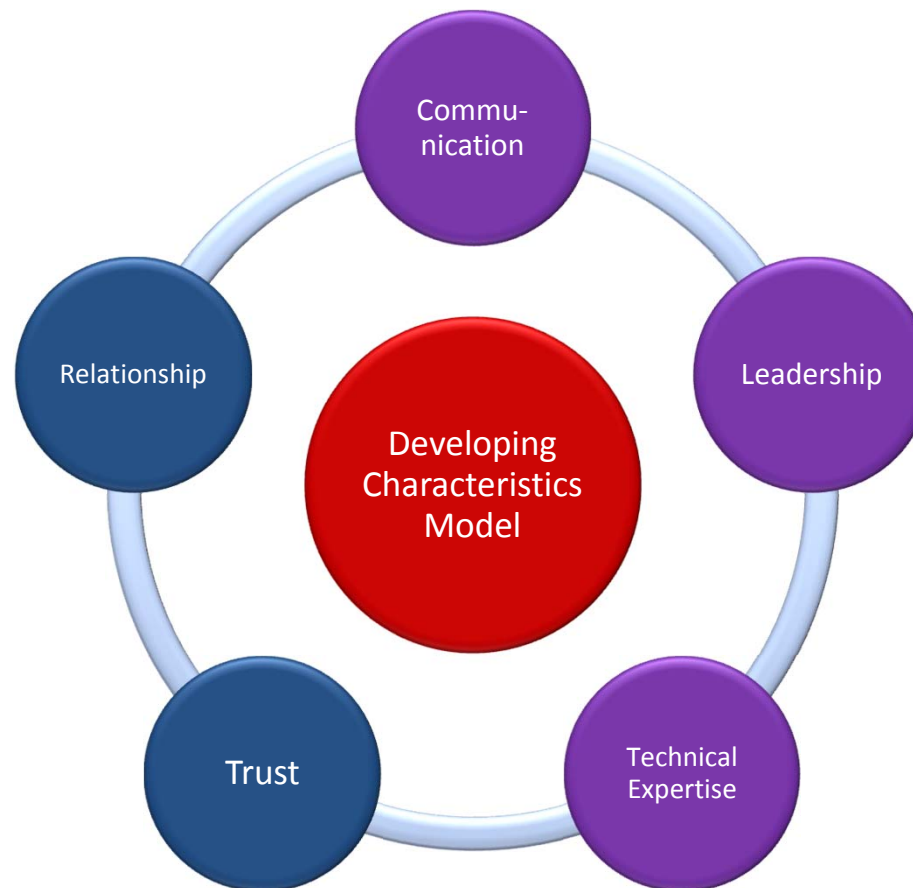 Commu-
nication
Relationship
Leadership
Developing
Characteristics
Model
Trust
Technical
Expertise